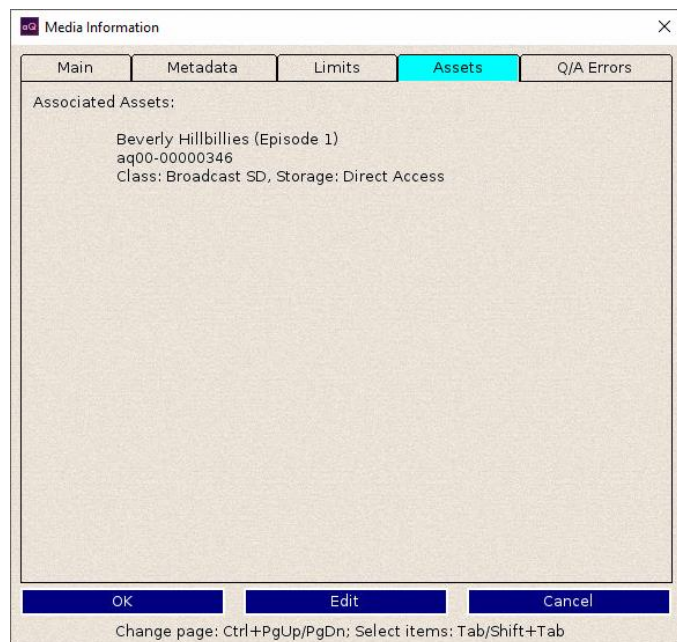 aQ Media Information
Main Metadata Limits Assets Q/A Errors
Associated Assets:
Beverly Hillbillies (Episode 1)
aq00-00000346
Class: Broadcast SD, Storage: Direct Access
OK Edit Cancel
Change page: Ctrl+PgUp/PgDn; Select items: Tab/Shift+Tab